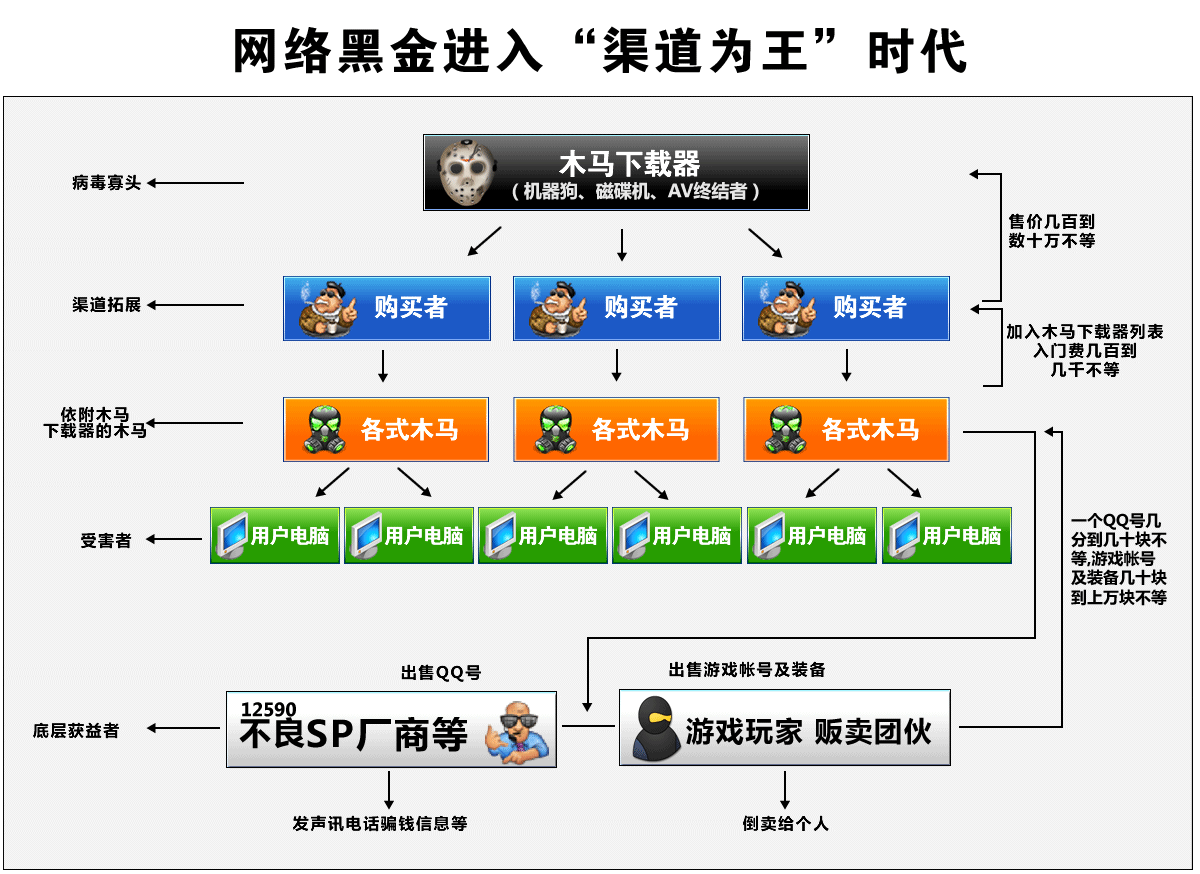 网络黑金进入“渠道为王”时代
病毒寡头
木马下载器
（机器狗、磁碟机、AV终结者）
售价几百到
数十万不等
渠道拓展
购买者
购买者
购买者
加入木马下载器列表
入门费几百到
几千不等
依附木马
下载器的木马
各式木马
各式木马
各式木马
受害者
用户电脑
用户电脑
用户电脑
用户电脑
用户电脑
用户电脑
一个QQ号几
分到几十块不
等,游戏帐号
及装备几十块
到上万块不等
出售QQ号
出售游戏帐号及装备
底层获益者
12590
不良SP厂商等
游戏玩家 贩卖团伙
发声讯电话骗钱信息等
倒卖给个人